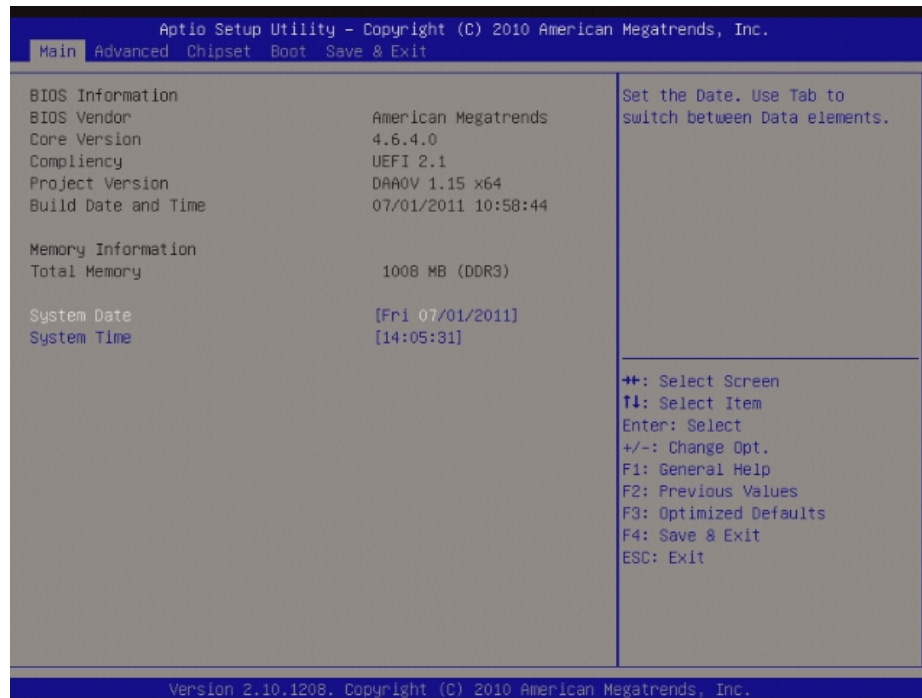 Aptio Setup Utility – Copyright (C) 2010 American Megatrends, Inc.
Main Advanced Chipset Boot Save & Exit
BIOS Information
BIOS Vendor American Megatrends
Core Version 4.6.4.0
Compliency UEFI 2.1
Project Version DAA0V 1.15 x64
Build Date and Time 07/01/2011 10:58:44
Memory Information
Total Memory 1008 MB (DDR3)
System Date [Fri 07/01/2011]
System Time [14:05:31]
Set the Date. Use Tab to
switch between Data elements.
→←: Select Screen
↑↓: Select Item
Enter: Select
+/-: Change Opt.
F1: General Help
F2: Previous Values
F3: Optimized Defaults
F4: Save & Exit
ESC: Exit
Version 2.10.1208. Copyright (C) 2010 American Megatrends, Inc.